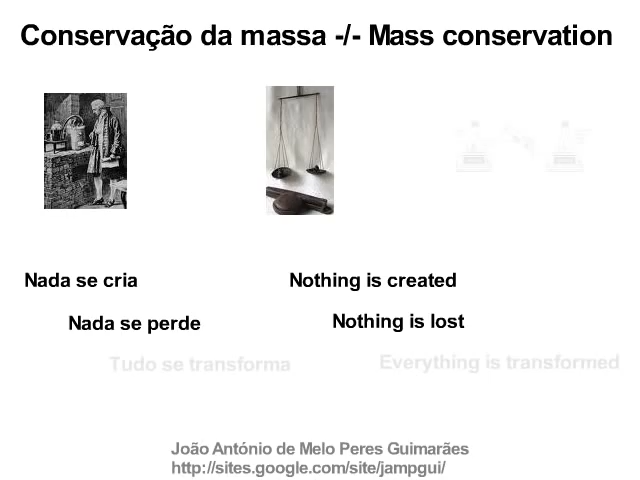 Conservação da massa -/- Mass conservation
Nada se cria
Nothing is created
Nada se perde
Nothing is lost
Tudo se transforma
Everything is transformed
João António de Melo Peres Guimarães
http://sites.google.com/site/jampgui/